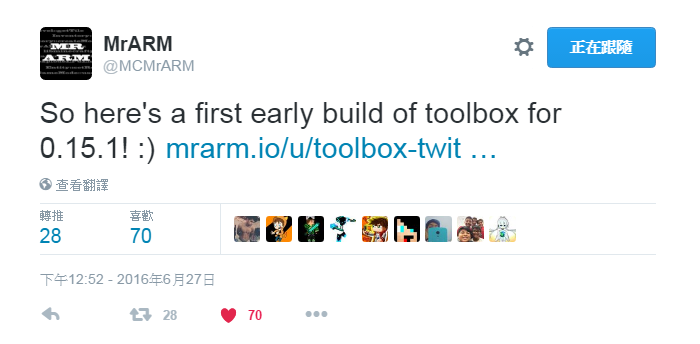 MR
ARM
MrARM
@MCMrARM
正在跟隨
So here's a first early build of toolbox for
0.15.1! :) mrarm.io/u/toolbox-twit …
查看翻譯
轉推
喜歡
28
70
下午12:52 - 2016年6月27日
28
70